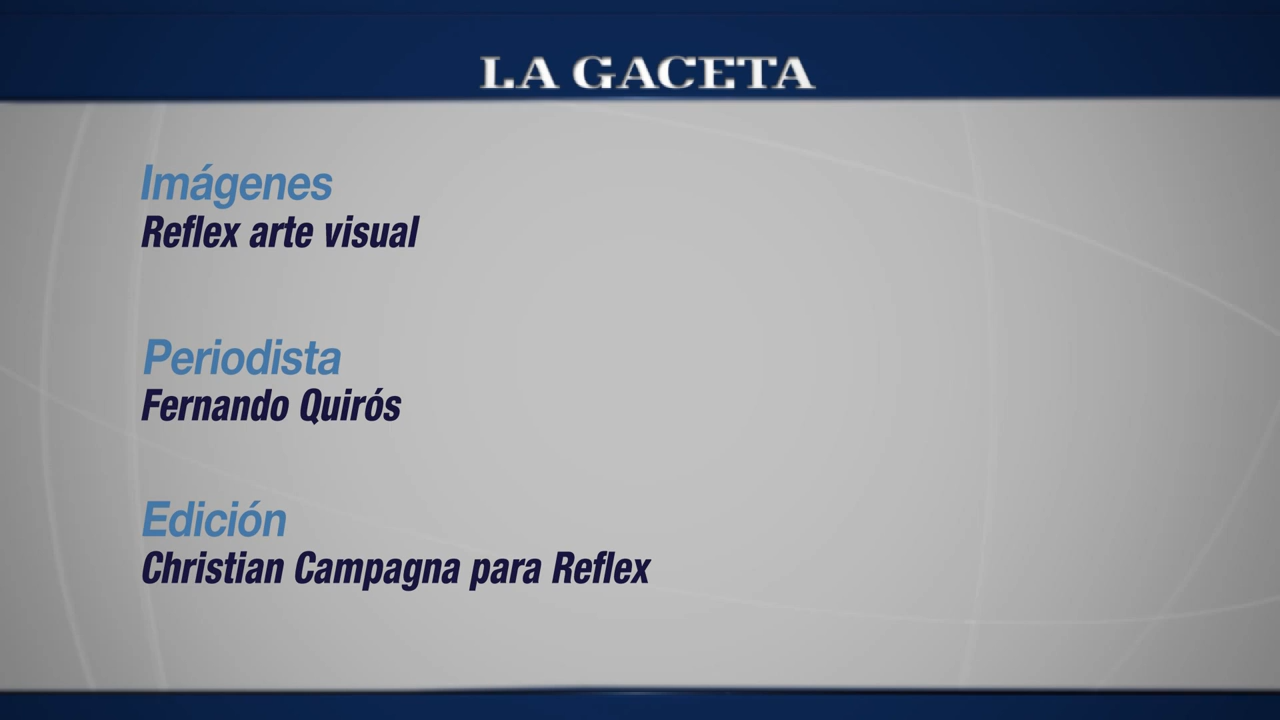 LA GACETA
Imágenes
Reflex arte visual
Periodista
Fernando Quirós
Edición
Christian Campagna para Reflex